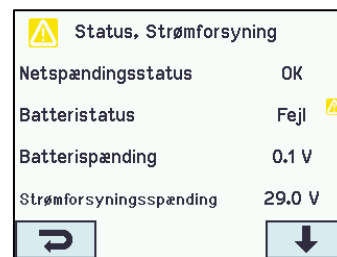 Status, Strømforsyning
Netspændingsstatus OK
Batteristatus Fejl
Batterispænding 0.1 V
Strømforsyningsspænding 29.0 V